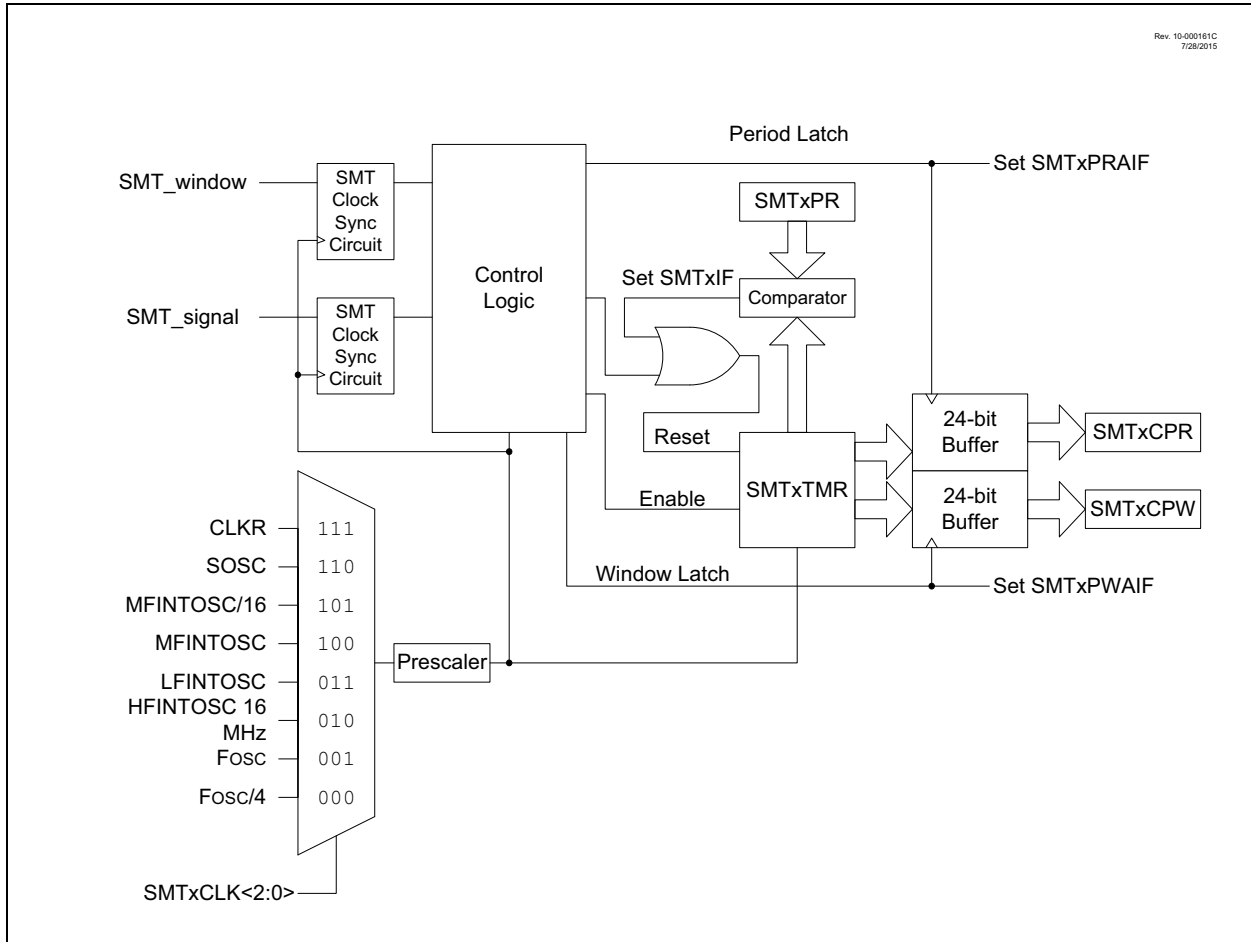 Rev. 10-000161C
7/28/2015
Period Latch
SMT_window
SMT
Clock
Sync
Circuit
Set SMTxPRAIF
SMTxPR
Control
Logic
Set SMTxIF
Comparator
SMT_signal
SMT
Clock
Sync
Circuit
Reset
SMTxTMR
Enable
24-bit
Buffer
SMTxCPR
24-bit
Buffer
SMTxCPW
Window Latch
Set SMTxPWAIF
CLKR 111
SOSC 110
MFINTOSC/16 101
MFINTOSC 100
LFINTOSC 011
HFINTOSC 16
MHz
010
FOSC 001
FOSC/4 000
Prescaler
SMTxCLK<2:0>